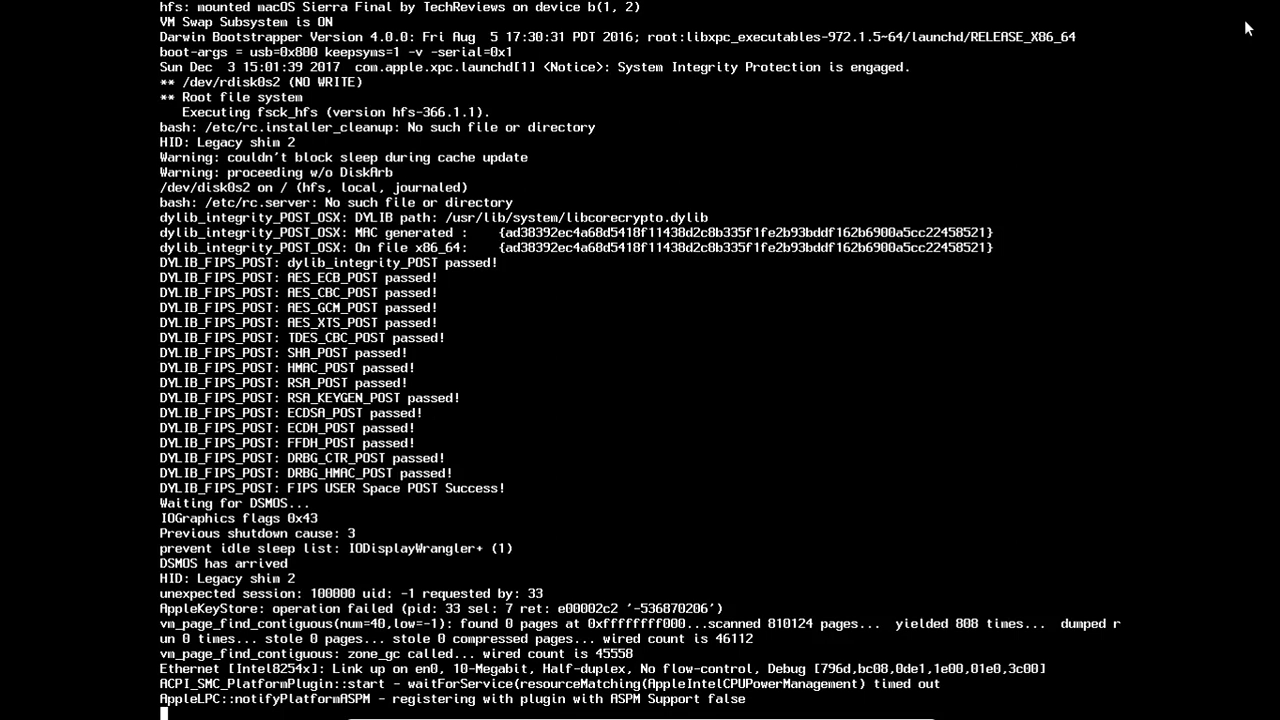 hfs: mounted macOS Sierra Final by TechReviews on device b(1, 2)
VM Swap Subsystem is ON
Darwin Bootstrapper Version 4.0.0: Fri Aug  5 17:30:31 PDT 2016; root:libxpc_executables-972.1.5~64/launchd/RELEASE_X86_64
boot-args = usb=0x800 keepsyms=1 -v -serial=0x1
Sun Dec  3 15:01:39 2017  com.apple.xpc.launchd[1] <Notice>: System Integrity Protection is engaged.
** /dev/rdisk0s2 (NO WRITE)
** Root file system
   Executing fsck_hfs (version hfs-366.1.1).
bash: /etc/rc.installer_cleanup: No such file or directory
HID: Legacy shim 2
Warning: couldn't block sleep during cache update
Warning: proceeding w/o DiskArb
/dev/disk0s2 on / (hfs, local, journaled)
bash: /etc/rc.server: No such file or directory
dylib_integrity_POST_OSX: DYLIB path: /usr/lib/system/libcorecrypto.dylib
dylib_integrity_POST_OSX: MAC generated :    {ad38392ec4a68d5418f11438d2c8b335f1fe2b93bddf162b6900a5cc22458521}
dylib_integrity_POST_OSX: On file x86_64:    {ad38392ec4a68d5418f11438d2c8b335f1fe2b93bddf162b6900a5cc22458521}
DYLIB_FIPS_POST: dylib_integrity_POST passed!
DYLIB_FIPS_POST: AES_ECB_POST passed!
DYLIB_FIPS_POST: AES_CBC_POST passed!
DYLIB_FIPS_POST: AES_GCM_POST passed!
DYLIB_FIPS_POST: AES_XTS_POST passed!
DYLIB_FIPS_POST: TDES_CBC_POST passed!
DYLIB_FIPS_POST: SHA_POST passed!
DYLIB_FIPS_POST: HMAC_POST passed!
DYLIB_FIPS_POST: RSA_POST passed!
DYLIB_FIPS_POST: RSA_KEYGEN_POST passed!
DYLIB_FIPS_POST: ECDSA_POST passed!
DYLIB_FIPS_POST: ECDH_POST passed!
DYLIB_FIPS_POST: FFDH_POST passed!
DYLIB_FIPS_POST: DRBG_CTR_POST passed!
DYLIB_FIPS_POST: DRBG_HMAC_POST passed!
DYLIB_FIPS_POST: FIPS USER Space POST Success!
Waiting for DSMOS...
IOGraphics flags 0x43
Previous shutdown cause: 3
prevent idle sleep list: IODisplayWrangler+ (1)
DSMOS has arrived
HID: Legacy shim 2
unexpected session: 100000 uid: -1 requested by: 33
AppleKeyStore: operation failed (pid: 33 sel: 7 ret: e00002c2 '-536870206')
vm_page_find_contiguous(num=40,low=-1): found 0 pages at 0xffffffff000...scanned 810124 pages...  yielded 808 times...  dumped r
un 0 times... stole 0 pages... stole 0 compressed pages... wired count is 46112
vm_page_find_contiguous: zone_gc called... wired count is 45558
Ethernet [Intel8254x]: Link up on en0, 10-Megabit, Half-duplex, No flow-control, Debug [796d,bc08,0de1,1e00,01e0,3c00]
ACPI_SMC_PlatformPlugin::start - waitForService(resourceMatching(AppleIntelCPUPowerManagement) timed out
AppleLPC::notifyPlatformASPM - registering with plugin with ASPM Support false